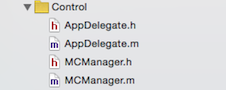 Control
h AppDelegate.h
m AppDelegate.m
h MCManager.h
m MCManager.m